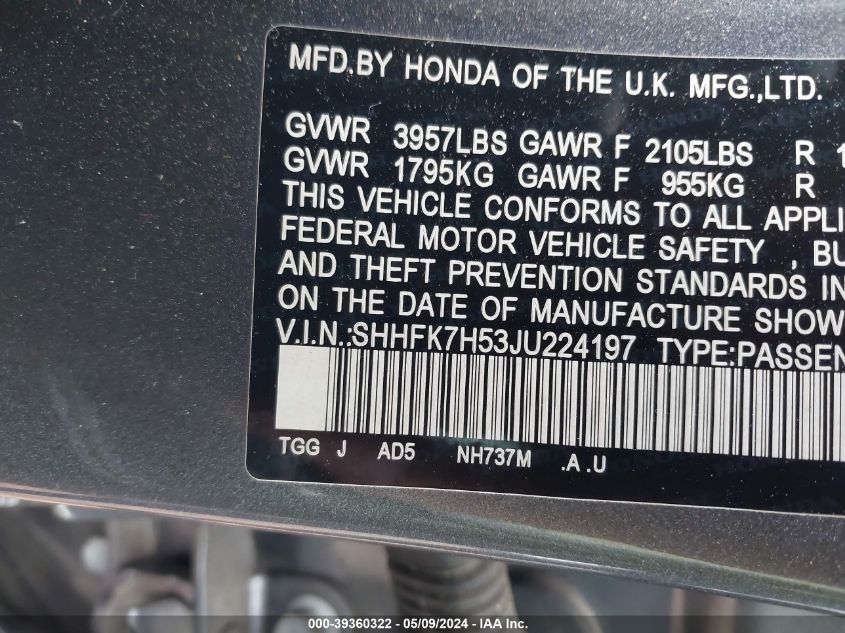 MFD.BY HONDA OF THE U.K. MFG.,LTD.
GVWR 3957LBS GAWR F 2105LBS R 1
GVWR 1795KG GAWR F 955KG R
THIS VEHICLE CONFORMS TO ALL APPLI
FEDERAL MOTOR VEHICLE SAFETY , BU
AND THEFT PREVENTION STANDARDS IN
ON THE DATE OF MANUFACTURE SHOW
V.I.N.:SHHFK7H53JU224197 TYPE:PASSEN
TGG J AD5 NH737M .A .U
000-39360322 - 05/09/2024 - IAA Inc.